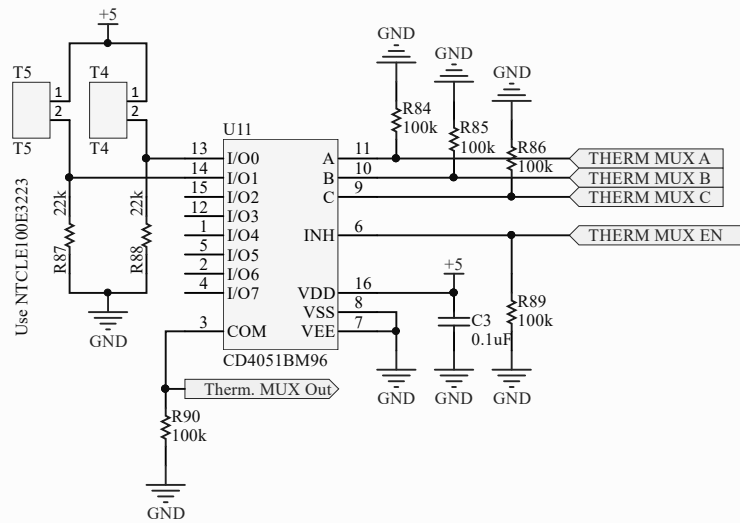 +5
GND
T5
T4
GND
GND
1
2
1
2
R84
100k
R85
100k
R86
100k
T5
T4
U11
13
I/O0
A
11
THERM MUX A
14
I/O1
B
10
THERM MUX B
15
I/O2
C
9
THERM MUX C
12
I/O3
1
I/O4
INH
6
THERM MUX EN
5
I/O5
2
I/O6
4
I/O7
VDD
16
+5
VSS
8
3
COM
VEE
7
CD4051BM96
22k
R87
22k
R88
Use NTCLE100E3223
GND
C3
0.1uF
R89
100k
Therm. MUX Out
GND
GND
GND
R90
100k
GND